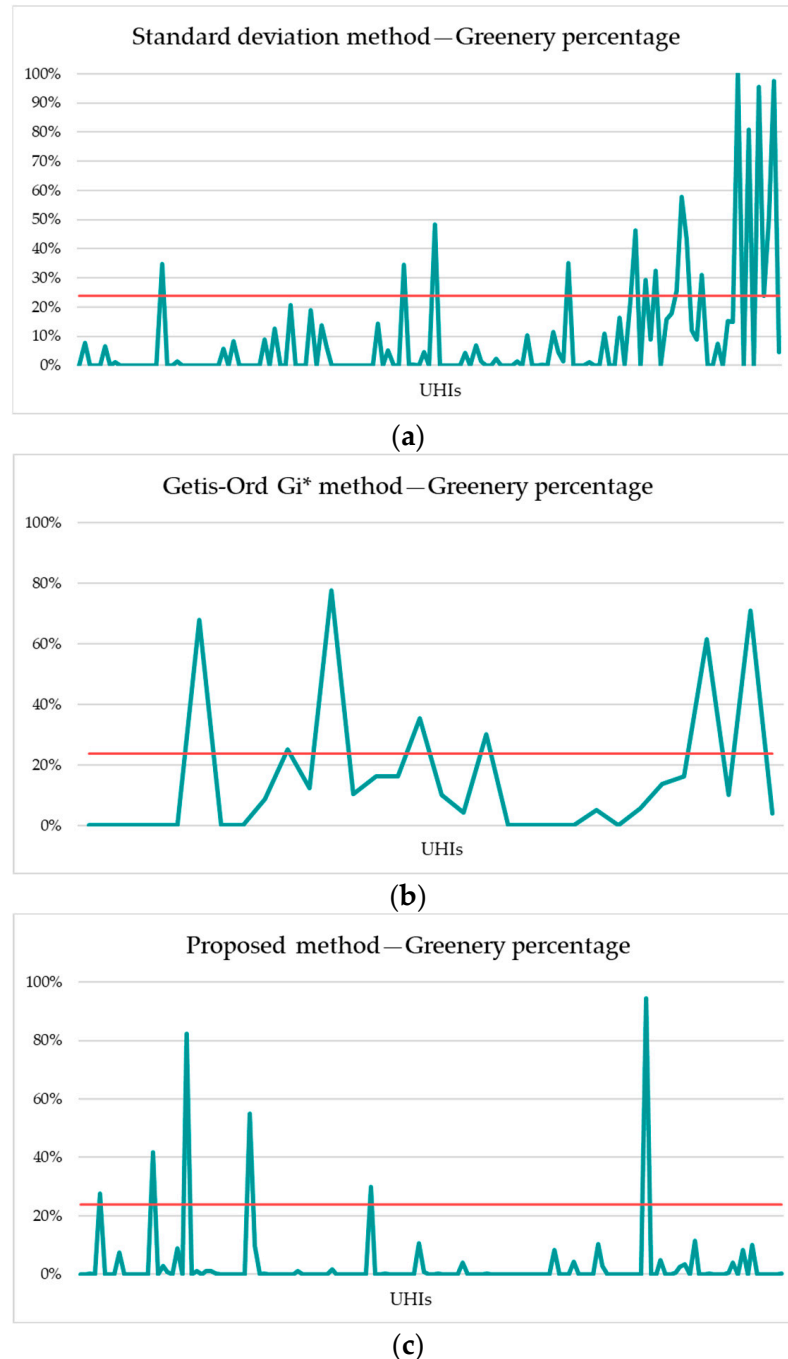 Standard deviation method—Greenery percentage
100%
90%
80%
70%
60%
50%
40%
30%
20%
10%
0%
UHIs
(a)
Getis-Ord Gi* method—Greenery percentage
100%
80%
60%
40%
20%
0%
UHIs
(b)
Proposed method—Greenery percentage
100%
80%
60%
40%
20%
0%
UHIs
(c)